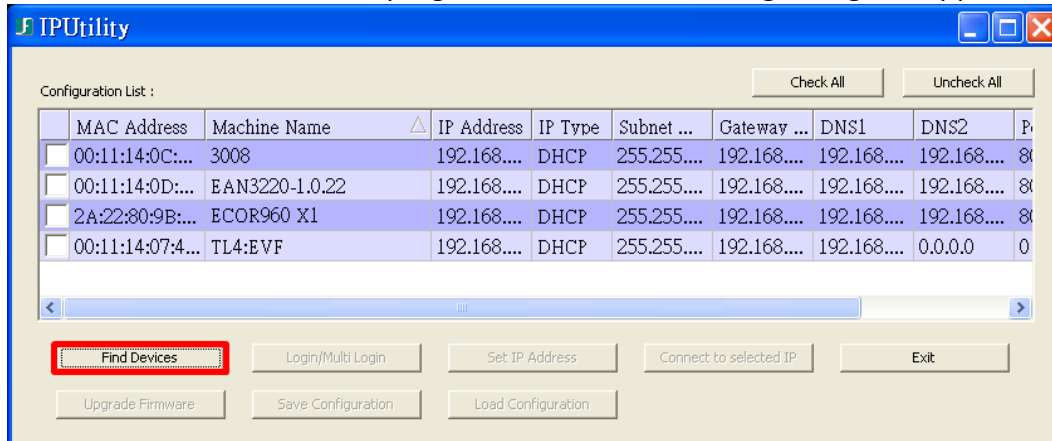 IPUtility
Configuration List :
Check All
Uncheck All
MAC Address Machine Name IP Address IP Type Subnet ... Gateway ... DNS1 DNS2
00:11:14:0C:... 3008 192.168.... DHCP 255.255.... 192.168.... 192.168.... 192.168....
00:11:14:0D:... EAN3220-1.0.22 192.168.... DHCP 255.255.... 192.168.... 192.168.... 192.168....
2A:22:80:9B:... ECOR960 X1 192.168.... DHCP 255.255.... 192.168.... 192.168.... 192.168....
00:11:14:07:4... TL4:EVF 192.168.... DHCP 255.255.... 192.168.... 192.168.... 0.0.0.0 0
Find Devices Login/Multi Login Set IP Address Connect to selected IP Exit
Upgrade Firmware Save Configuration Load Configuration